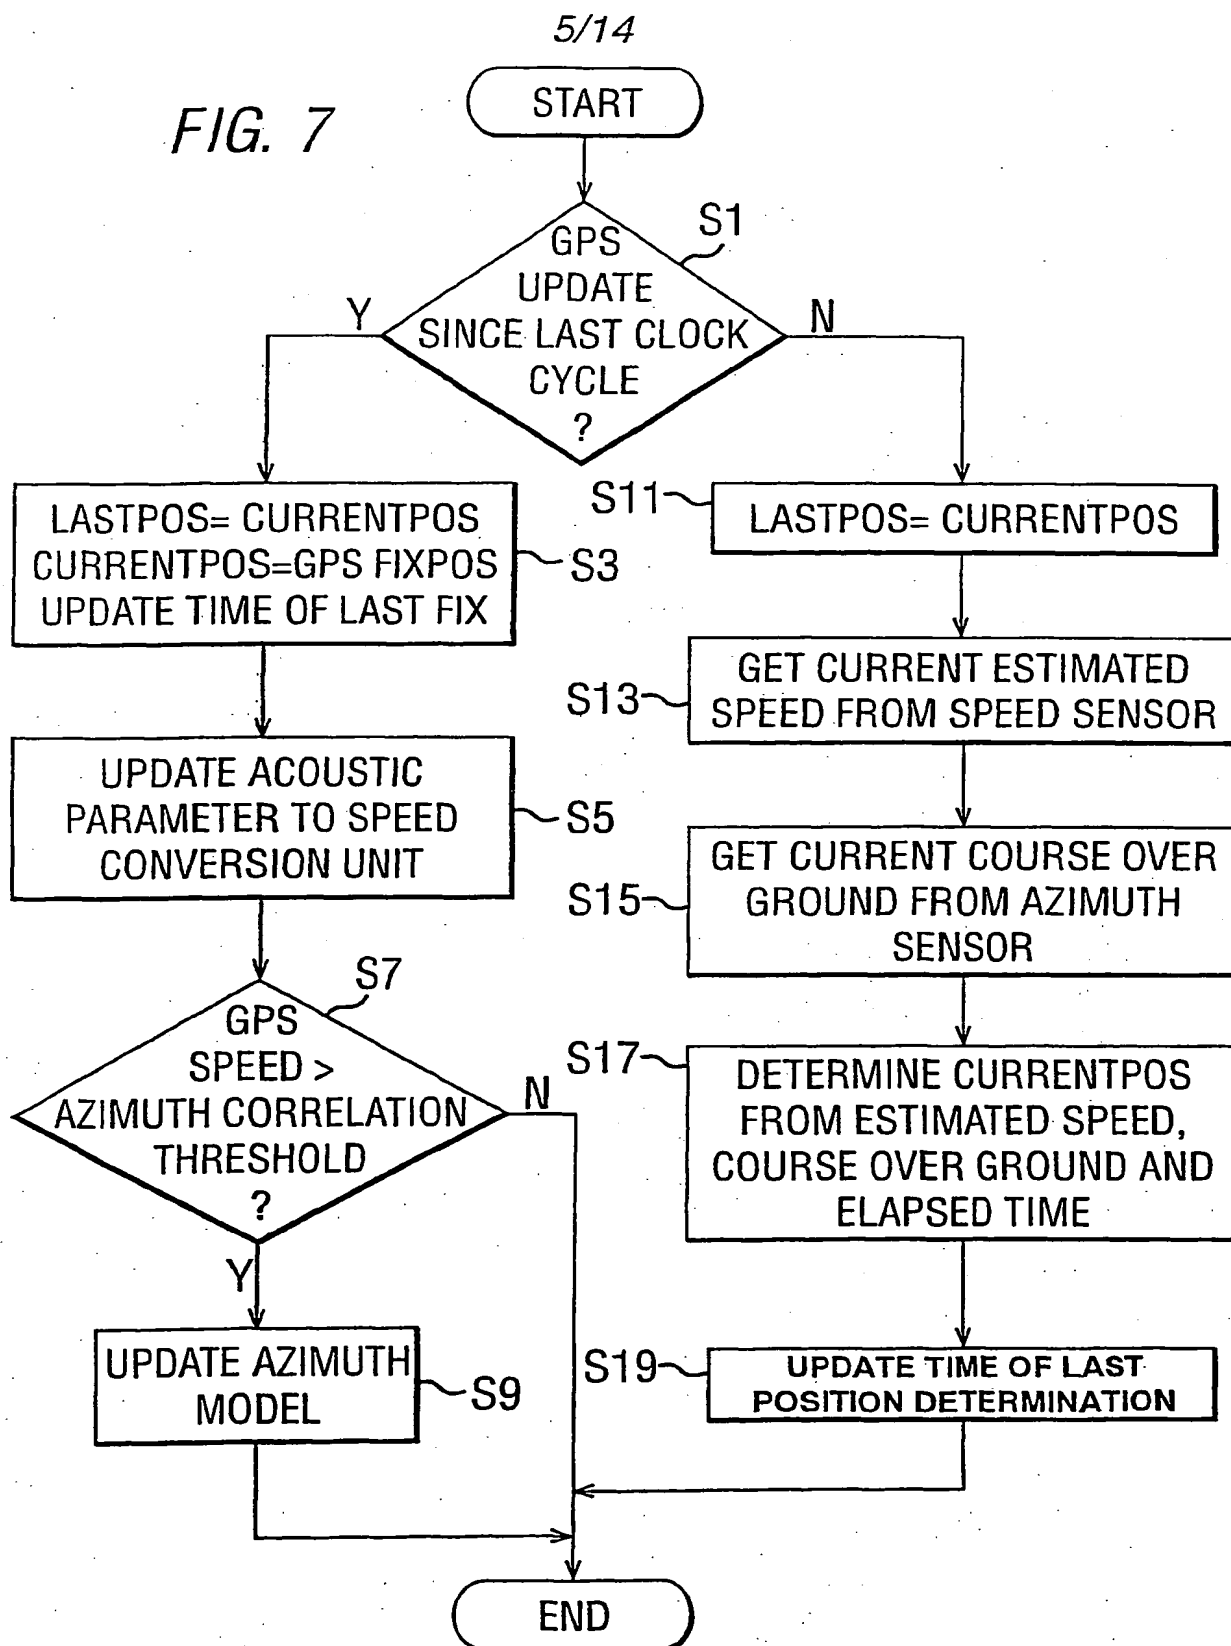 5/14
FIG. 7
START
S1
GPS
UPDATE
SINCE LAST CLOCK
CYCLE
?
Y
N
LASTPOS= CURRENTPOS
CURRENTPOS=GPS FIXPOS
UPDATE TIME OF LAST FIX
S3
UPDATE ACOUSTIC
PARAMETER TO SPEED
CONVERSION UNIT
S5
S7
GPS
SPEED >
AZIMUTH CORRELATION
THRESHOLD
?
N
Y
UPDATE AZIMUTH
MODEL
S9
S11
LASTPOS= CURRENTPOS
S13
GET CURRENT ESTIMATED
SPEED FROM SPEED SENSOR
S15
GET CURRENT COURSE OVER
GROUND FROM AZIMUTH
SENSOR
S17
DETERMINE CURRENTPOS
FROM ESTIMATED SPEED,
COURSE OVER GROUND AND
ELAPSED TIME
S19
UPDATE TIME OF LAST
POSITION DETERMINATION
END